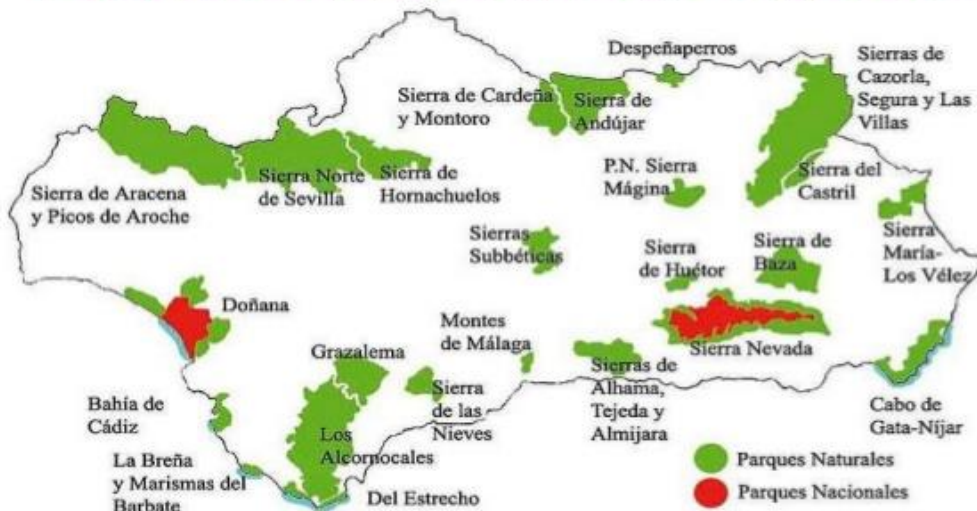 Despeñaperros
Sierras de
Cazorla,
Segura y Las
Villas
Sierra de Cardeña
y Montoro
Sierra de
Andújar
Sierra de Aracena
y Picos de Aroche
Sierra Norte
de Sevilla
Sierra de
Hornachuelos
P.N. Sierra
Mágina
Sierra del
Castril
Sierras
Subbéticas
Sierra
de Huétor
Sierra de
Baza
Sierra
María-
Los Vélez
Doñana
Montes
de Málaga
Sierra Nevada
Grazalema
Sierra
de las
Nieves
Sierras de
Alhama,
Tejeda y
Almijara
Cabo de
Gata-Níjar
Bahía de
Cádiz
Los
Alcornocales
La Breña
y Marismas del
Barbate
Del Estrecho
Parques Naturales
Parques Nacionales